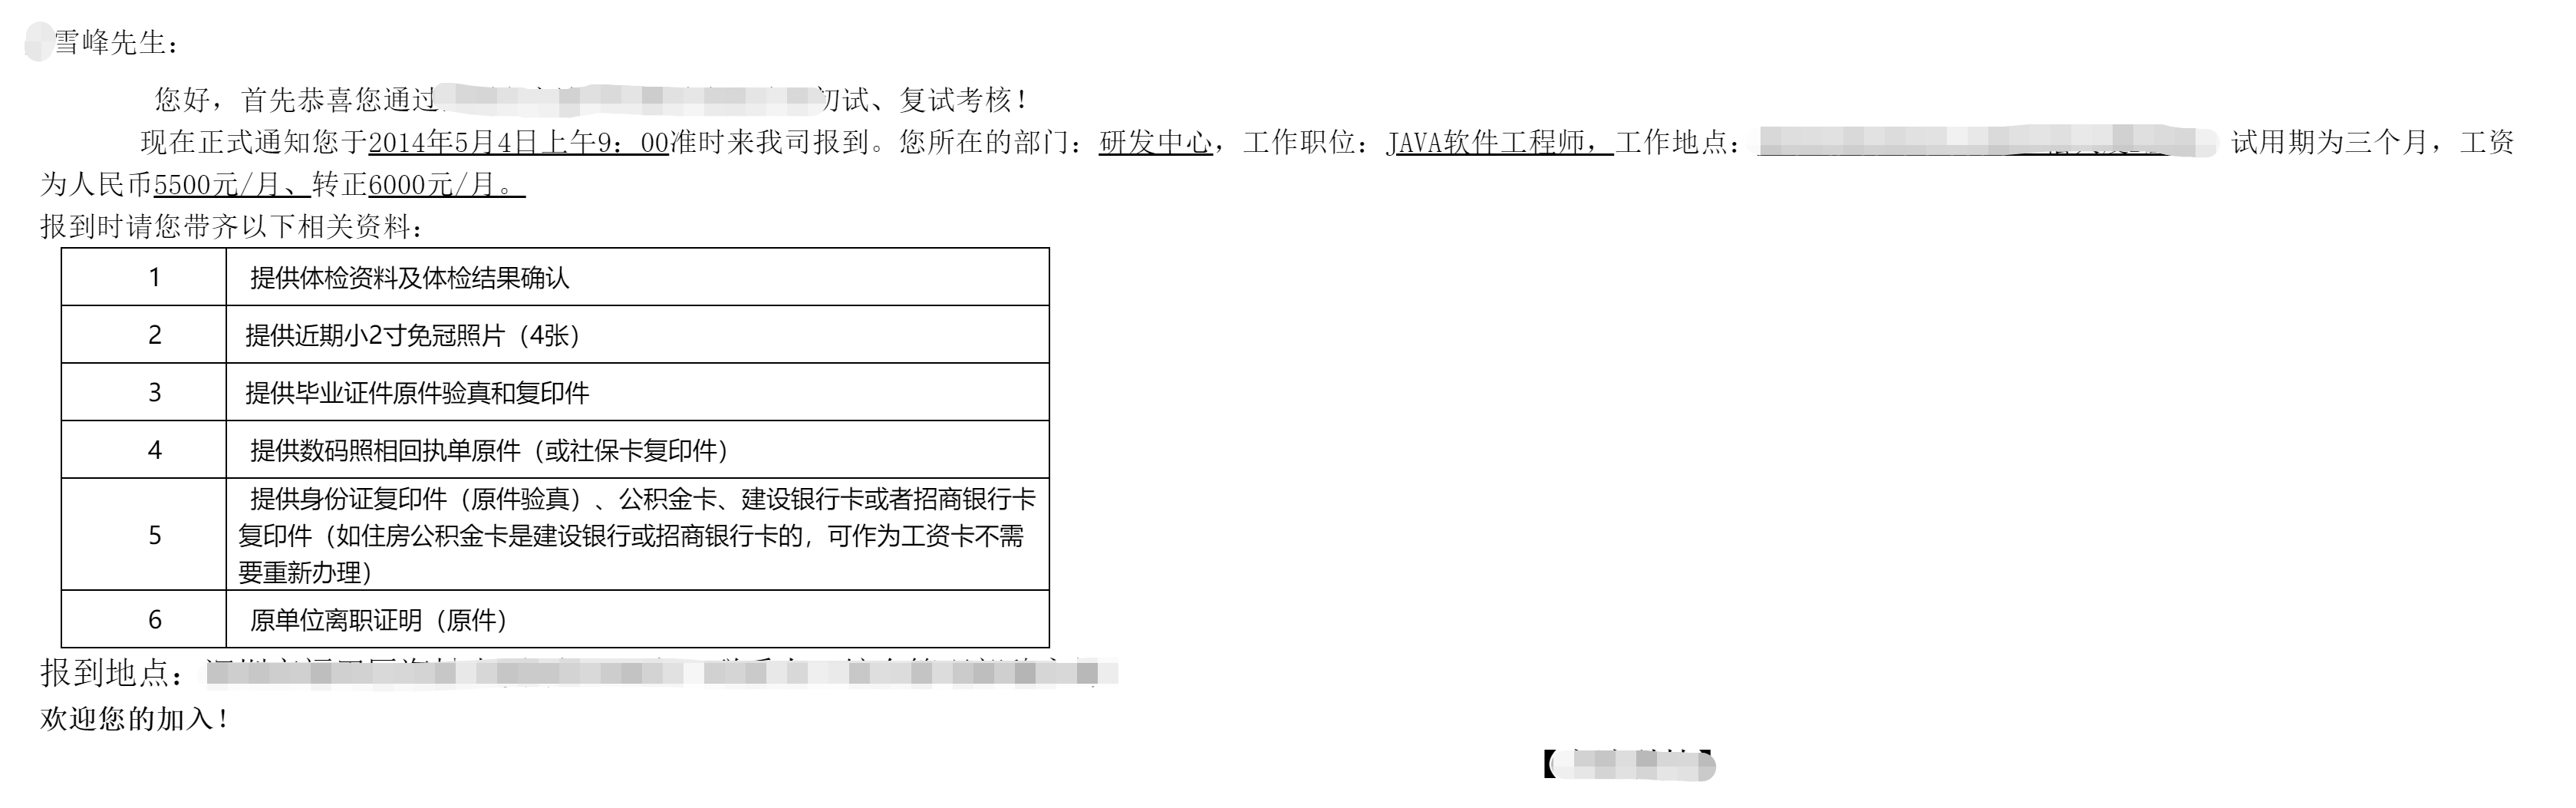 雪峰先生：
您好，首先恭喜您通过初试、复试考核！
现在正式通知您于2014年5月4日上午9：00准时来我司报到。您所在的部门：研发中心，工作职位：JAVA软件工程师，工作地点：试用期为三个月，工资
为人民币5500元/月、转正6000元/月。
报到时请您带齐以下相关资料：
1 提供体检资料及体检结果确认
2 提供近期小2寸免冠照片（4张）
3 提供毕业证件原件验真和复印件
4 提供数码照相回执单原件（或社保卡复印件）
5 提供身份证复印件（原件验真）、公积金卡、建设银行卡或者招商银行卡
复印件（如住房公积金卡是建设银行或招商银行卡的，可作为工资卡不需
要重新办理）
6 原单位离职证明（原件）
报到地点：
欢迎您的加入！